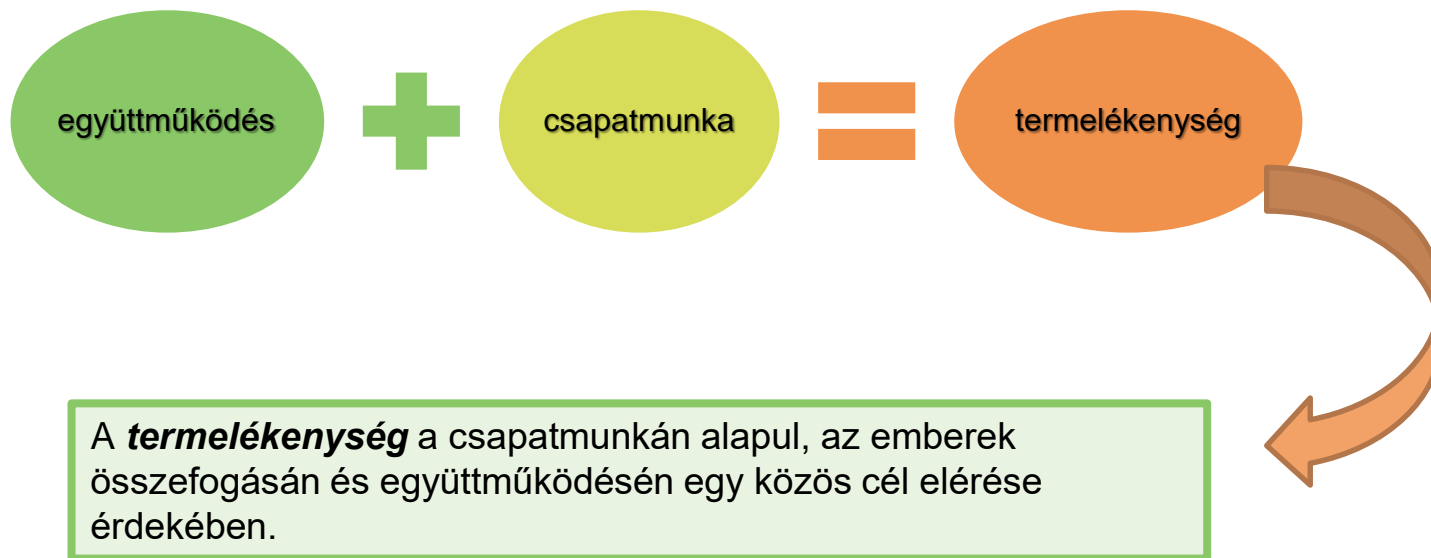 együttműködés
csapatmunka
termelékenység
A termelékenység a csapatmunkán alapul, az emberek
összefogásán és együttműködésén egy közös cél elérése
érdekében.